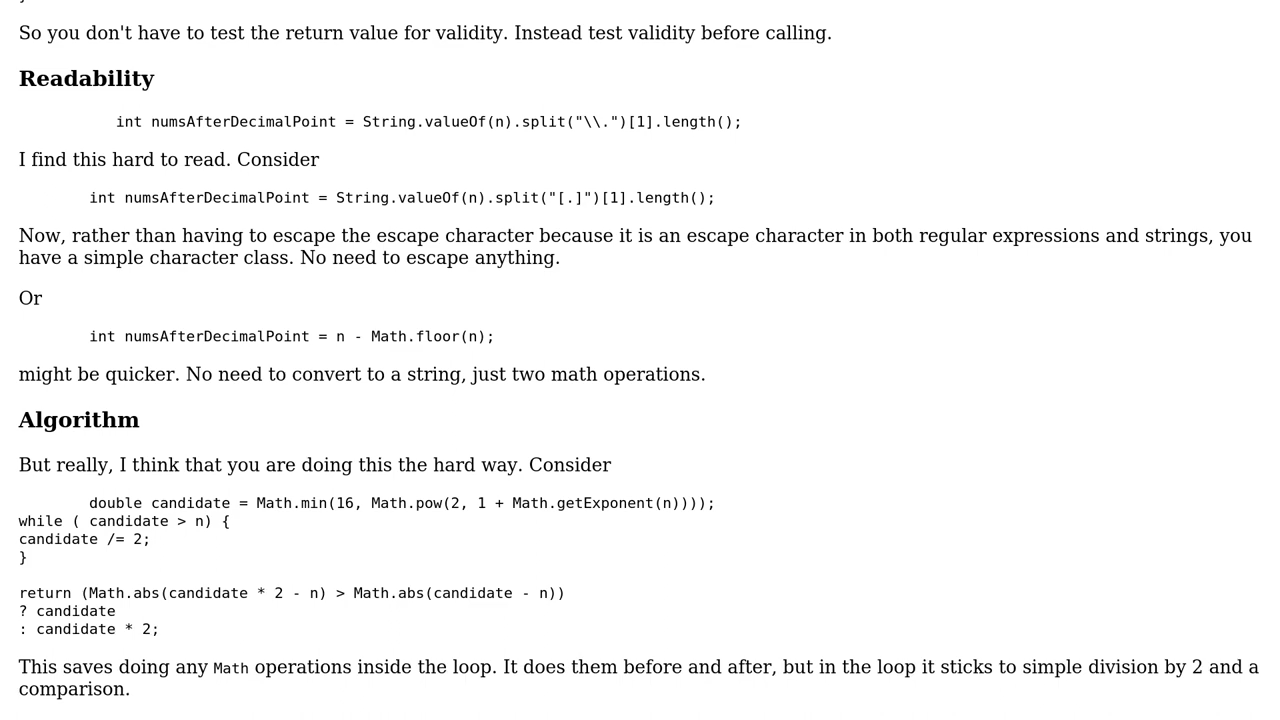 So you don't have to test the return value for validity. Instead test validity before calling.
Readability
int numsAfterDecimalPoint = String.valueOf(n).split("\\.")[1].length();
I find this hard to read. Consider
int numsAfterDecimalPoint = String.valueOf(n).split("[.]")[1].length();
Now, rather than having to escape the escape character because it is an escape character in both regular expressions and strings, you
have a simple character class. No need to escape anything.
Or
int numsAfterDecimalPoint = n - Math.floor(n);
might be quicker. No need to convert to a string, just two math operations.
Algorithm
But really, I think that you are doing this the hard way. Consider
double candidate = Math.min(16, Math.pow(2, 1 + Math.getExponent(n))));
while ( candidate > n) {
candidate /= 2;
}
return (Math.abs(candidate * 2 - n) > Math.abs(candidate - n))
? candidate
: candidate * 2;
This saves doing any Math operations inside the loop. It does them before and after, but in the loop it sticks to simple division by 2 and a
comparison.